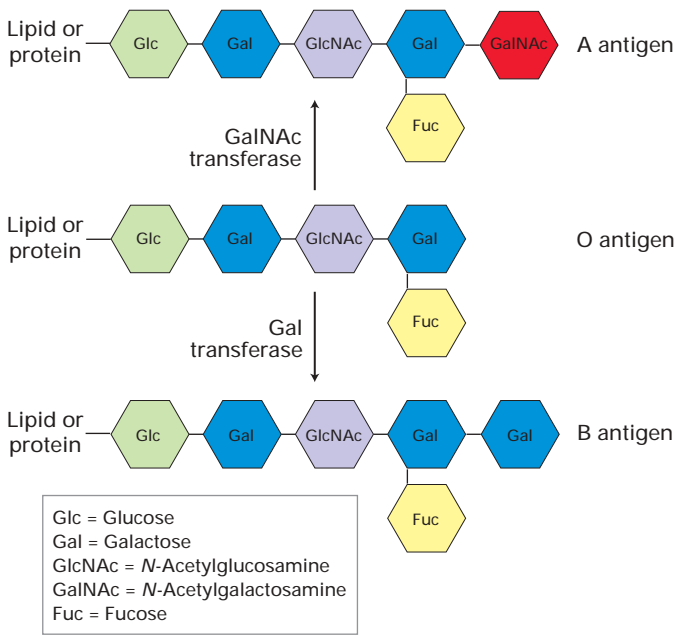 Lipid or
protein
Glc
Gal
GlcNAc
Gal
GalNAc
A antigen
Fuc
GalNAc
transferase
Lipid or
protein
Glc
Gal
GlcNAc
Gal
O antigen
Fuc
Gal
transferase
Lipid or
protein
Glc
Gal
GlcNAc
Gal
Gal
B antigen
Fuc
Glc = Glucose
Gal = Galactose
GlcNAc = N-Acetylglucosamine
GalNAc = N-Acetylgalactosamine
Fuc = Fucose